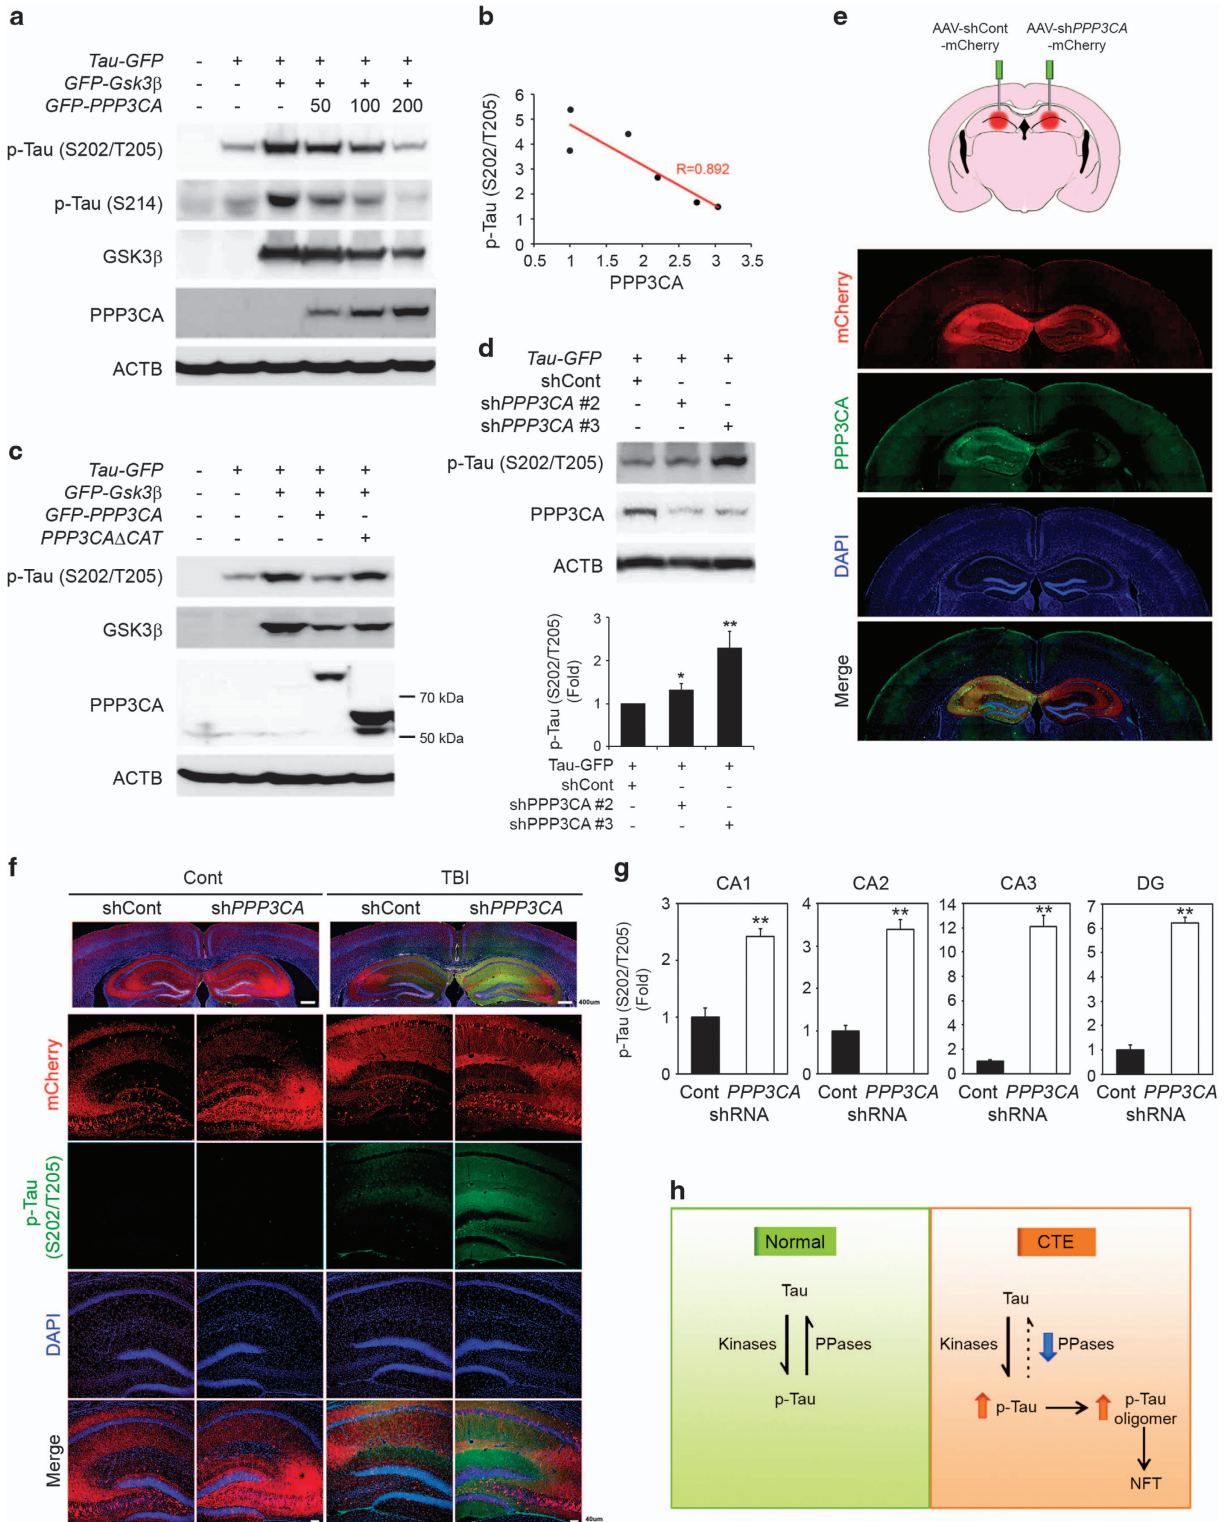 a
Tau-GFP - + + + + +
GFP-Gsk3β - - + + + +
GFP-PPP3CA - - - 50 100 200
p-Tau (S202/T205)
p-Tau (S214)
GSK3β
PPP3CA
ACTB
b
p-Tau (S202/T205)
6
5
4
3
2
1
0
R=0.892
0.5 1 1.5 2 2.5 3 3.5
PPP3CA
c
Tau-GFP - + + + +
GFP-Gsk3β - - + + +
GFP-PPP3CA - - - + -
PPP3CAΔCAT - - - - +
p-Tau (S202/T205)
GSK3β
PPP3CA
70 kDa
50 kDa
ACTB
d
Tau-GFP + + +
shCont + - -
shPPP3CA #2 - + -
shPPP3CA #3 - - +
p-Tau (S202/T205)
PPP3CA
ACTB
p-Tau (S202/T205)
(Fold)
3
2
1
0
*
**
Tau-GFP + + +
shCont + - -
shPPP3CA #2 - + -
shPPP3CA #3 - - +
e
AAV-shCont
-mCherry
AAV-shPPP3CA
-mCherry
mCherry
PPP3CA
DAPI
Merge
f
Cont TBI
shCont shPPP3CA shCont shPPP3CA
400um
mCherry
p-Tau
(S202/T205)
DAPI
Merge
40um
g
p-Tau (S202/T205)
(Fold)
CA1
3
2
1
0
**
Cont PPP3CA
shRNA
CA2
4
3
2
1
0
**
Cont PPP3CA
shRNA
CA3
14
12
10
8
6
4
2
0
**
Cont PPP3CA
shRNA
DG
7
6
5
4
3
2
1
0
**
Cont PPP3CA
shRNA
h
Normal
Tau
Kinases PPases
p-Tau
CTE
Tau
Kinases PPases
p-Tau
p-Tau
oligomer
NFT